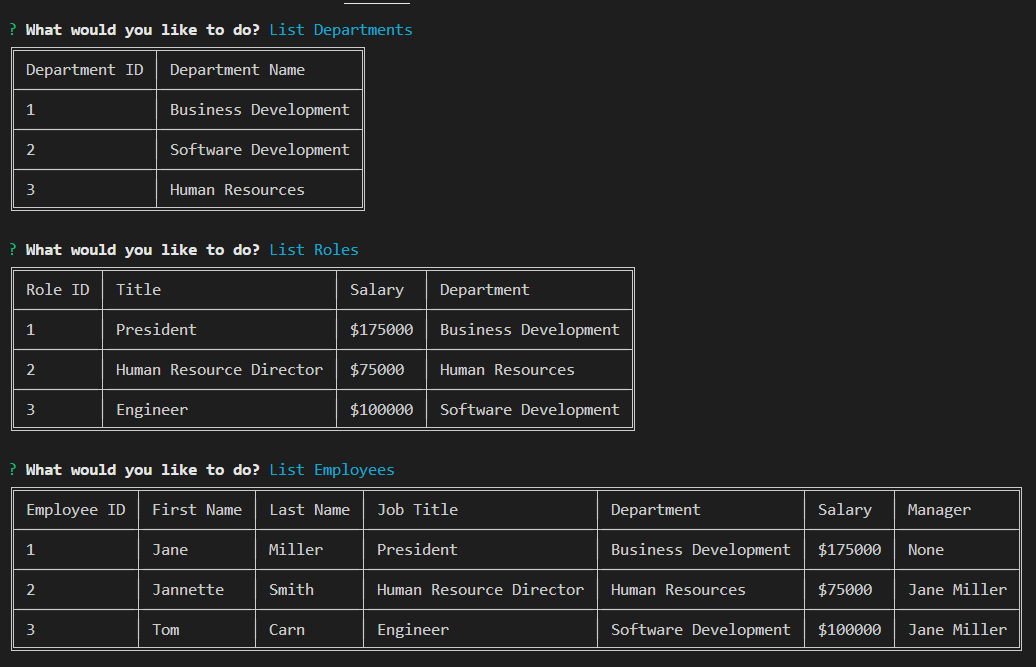 ? What would you like to do? List Departments
Department ID Department Name
1 Business Development
2 Software Development
3 Human Resources
? What would you like to do? List Roles
Role ID Title Salary Department
1 President $175000 Business Development
2 Human Resource Director $75000 Human Resources
3 Engineer $100000 Software Development
? What would you like to do? List Employees
Employee ID First Name Last Name Job Title Department Salary Manager
1 Jane Miller President Business Development $175000 None
2 Jannette Smith Human Resource Director Human Resources $75000 Jane Miller
3 Tom Carn Engineer Software Development $100000 Jane Miller